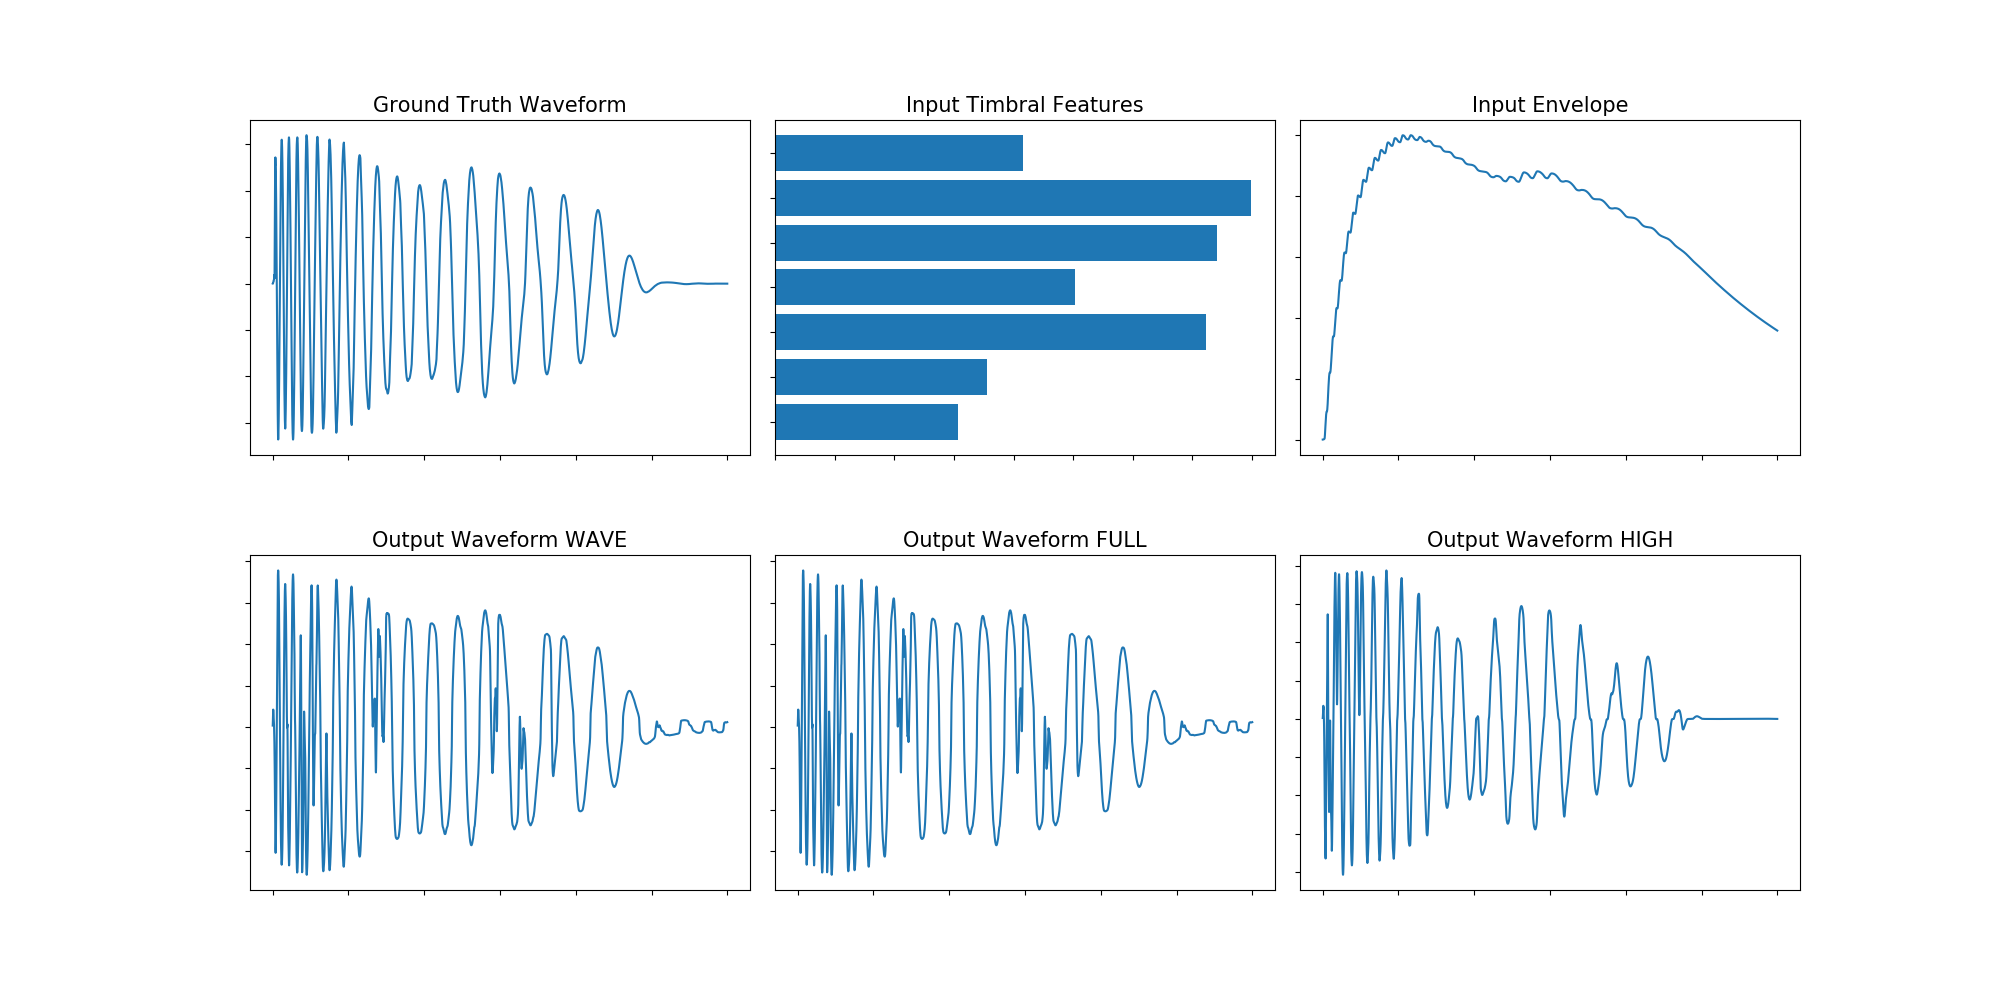 Ground Truth Waveform
Input Timbral Features
Input Envelope
Output Waveform WAVE
Output Waveform FULL
Output Waveform HIGH